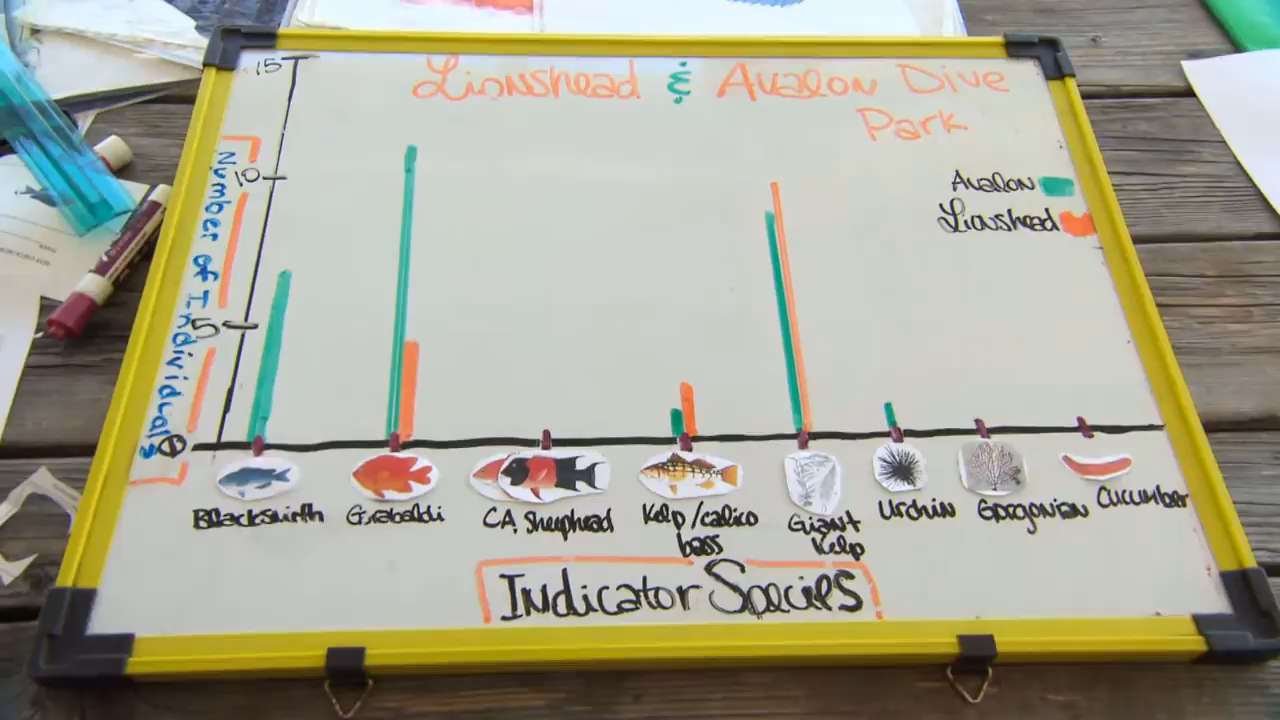 Lionshead & Avalon Dive
Park
15
10
5
0
Number of Individuals
Avalon
Lionshead
Blacksmith
Garabaldi
C.A. Sheephead
Kelp/calico
bass
Giant
Kelp
Urchin
Gorgonian
Cucumber
Indicator Species